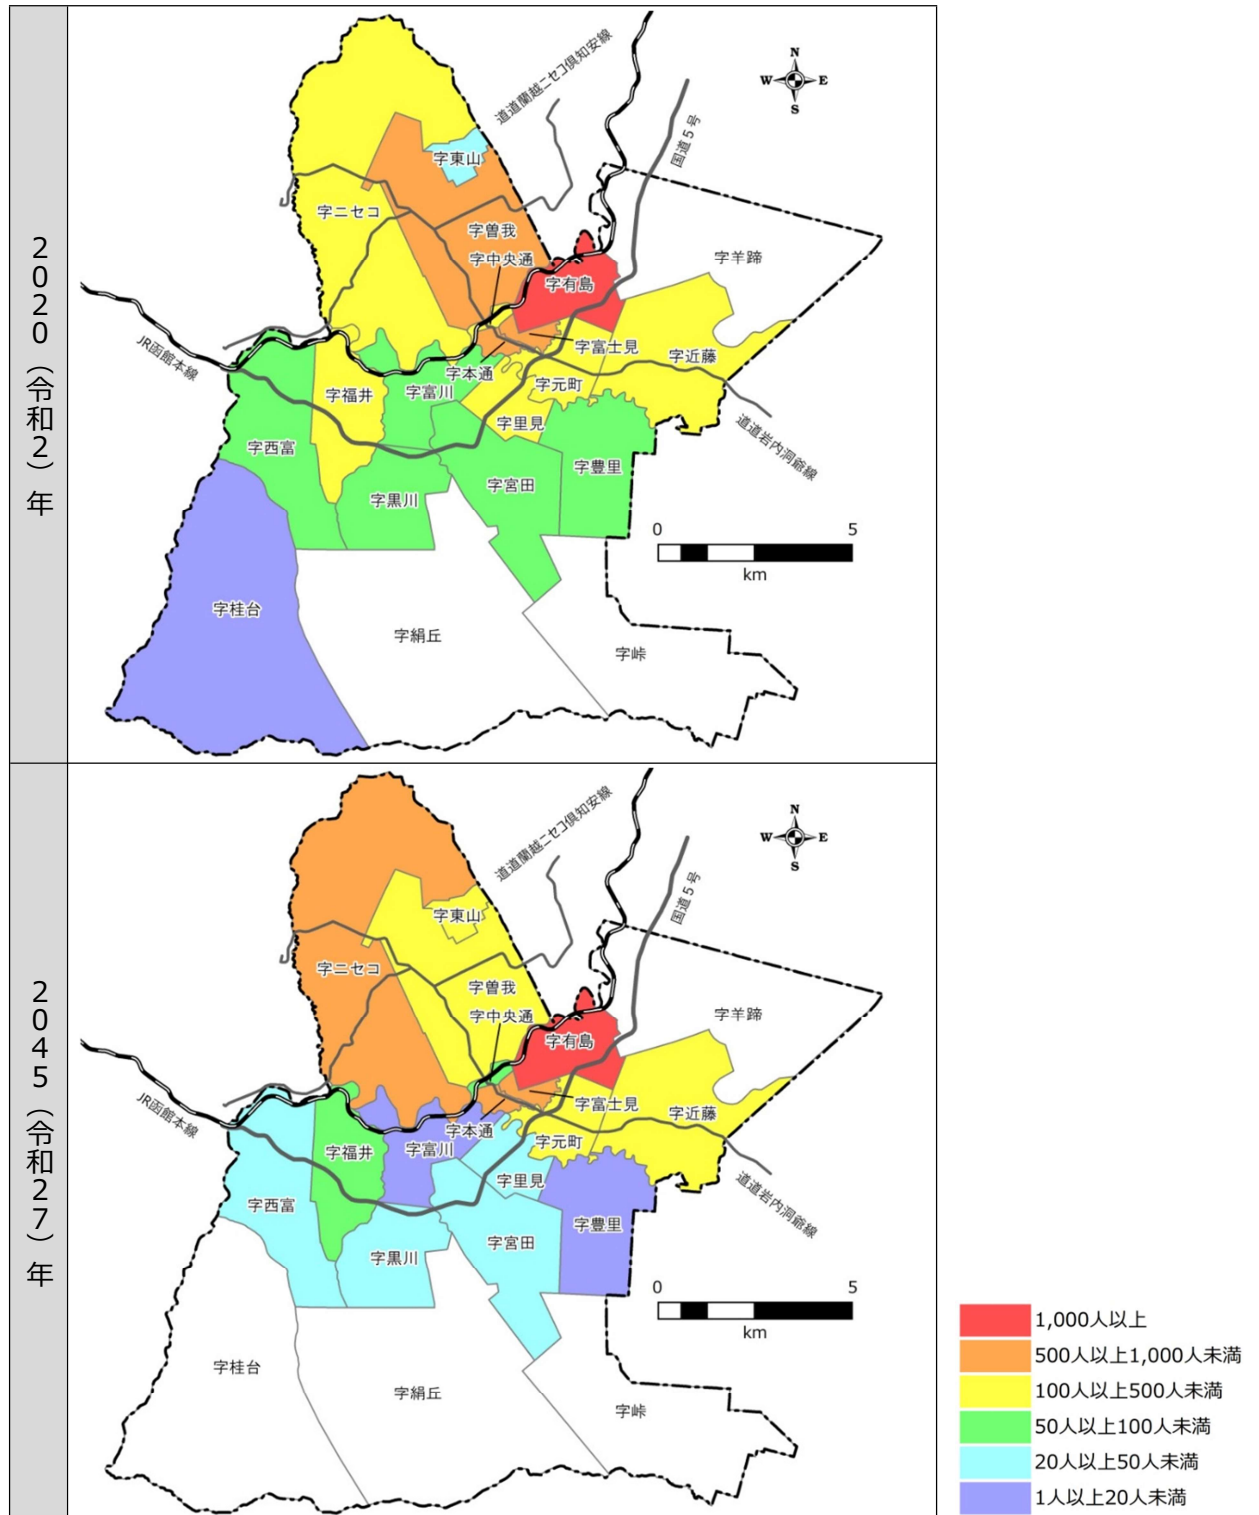 2020（令和2）年
道道蘭越ニセコ倶知安線
N
W E
S
国道5号
字東山
字ニセコ
字曽我
字羊蹄
字中央通
字有島
JR函館本線
字富士見
字近藤
字本通
字元町
字福井
字富川
字里見
道道岩内洞爺線
字西富
字豊里
字宮田
字黒川
0 5
km
字桂台
字絹丘
字峠
2045（令和27）年
道道蘭越ニセコ倶知安線
N
W E
S
国道5号
字東山
字ニセコ
字曽我
字羊蹄
字中央通
字有島
JR函館本線
字富士見
字近藤
字本通
字元町
字福井
字富川
字里見
道道岩内洞爺線
字西富
字豊里
字宮田
字黒川
0 5
km
字桂台
字絹丘
字峠
1,000人以上
500人以上1,000人未満
100人以上500人未満
50人以上100人未満
20人以上50人未満
1人以上20人未満